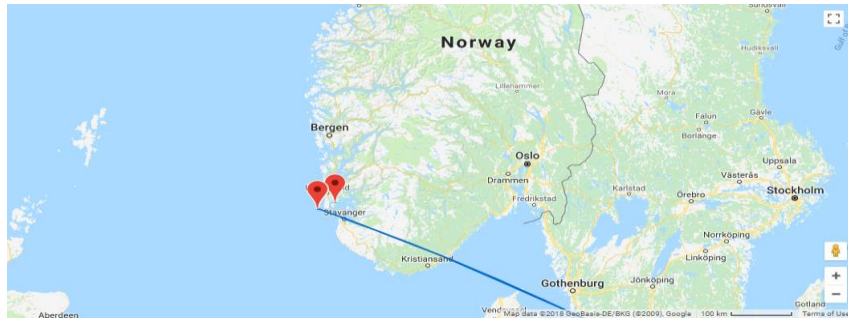 Sundsvall
Norway
Hudiksvall
Gulf of
Lillehammer
Mora
Falun
Gävle
Bergen
Borlänge
Oslo
Uppsala
Drammen
Västerås
Karlstad
Örebro
Stockholm
Fredrikstad
Stavanger
Norrköping
Linköping
Kristiansand
Gothenburg
Jönköping
Gotland
Aberdeen
Map data ©2018 GeoBasis-DE/BKG (©2009), Google
100 km
Terms of Use